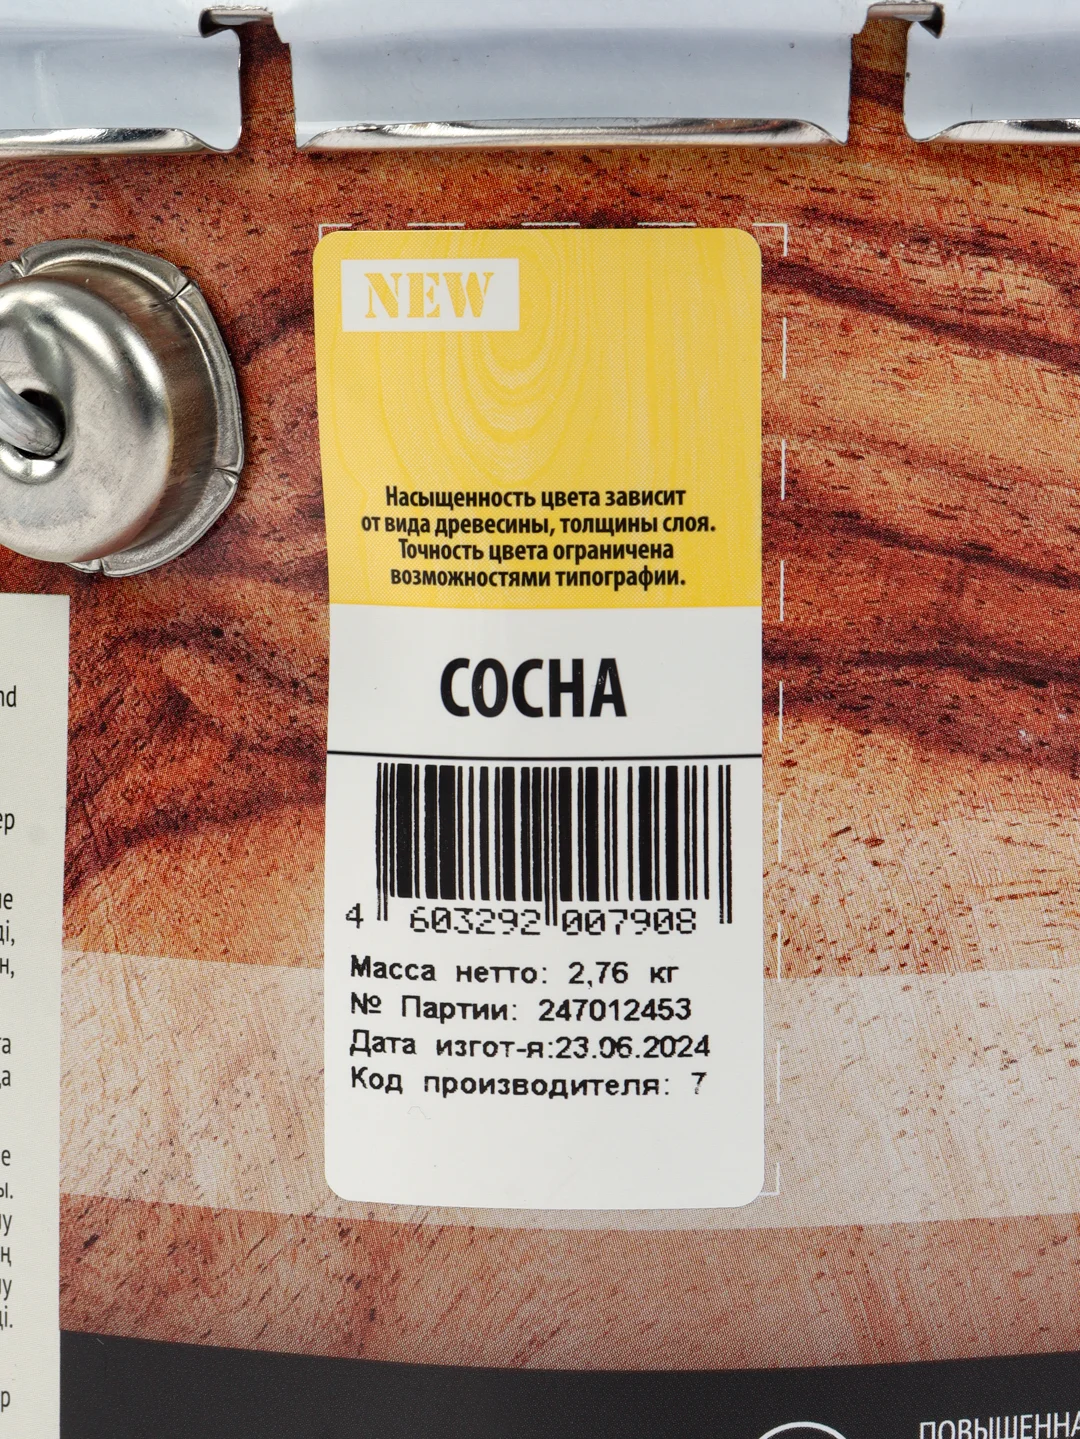 NEW
Насыщенность цвета зависит
от вида древесины, толщины слоя.
Точность цвета ограничена
возможностями типографии.
СОСНА
4 603292 007908
Масса нетто: 2,76 кг
№ Партии: 247012453
Дата изгот-я:23.06.2024
Код производителя: 7